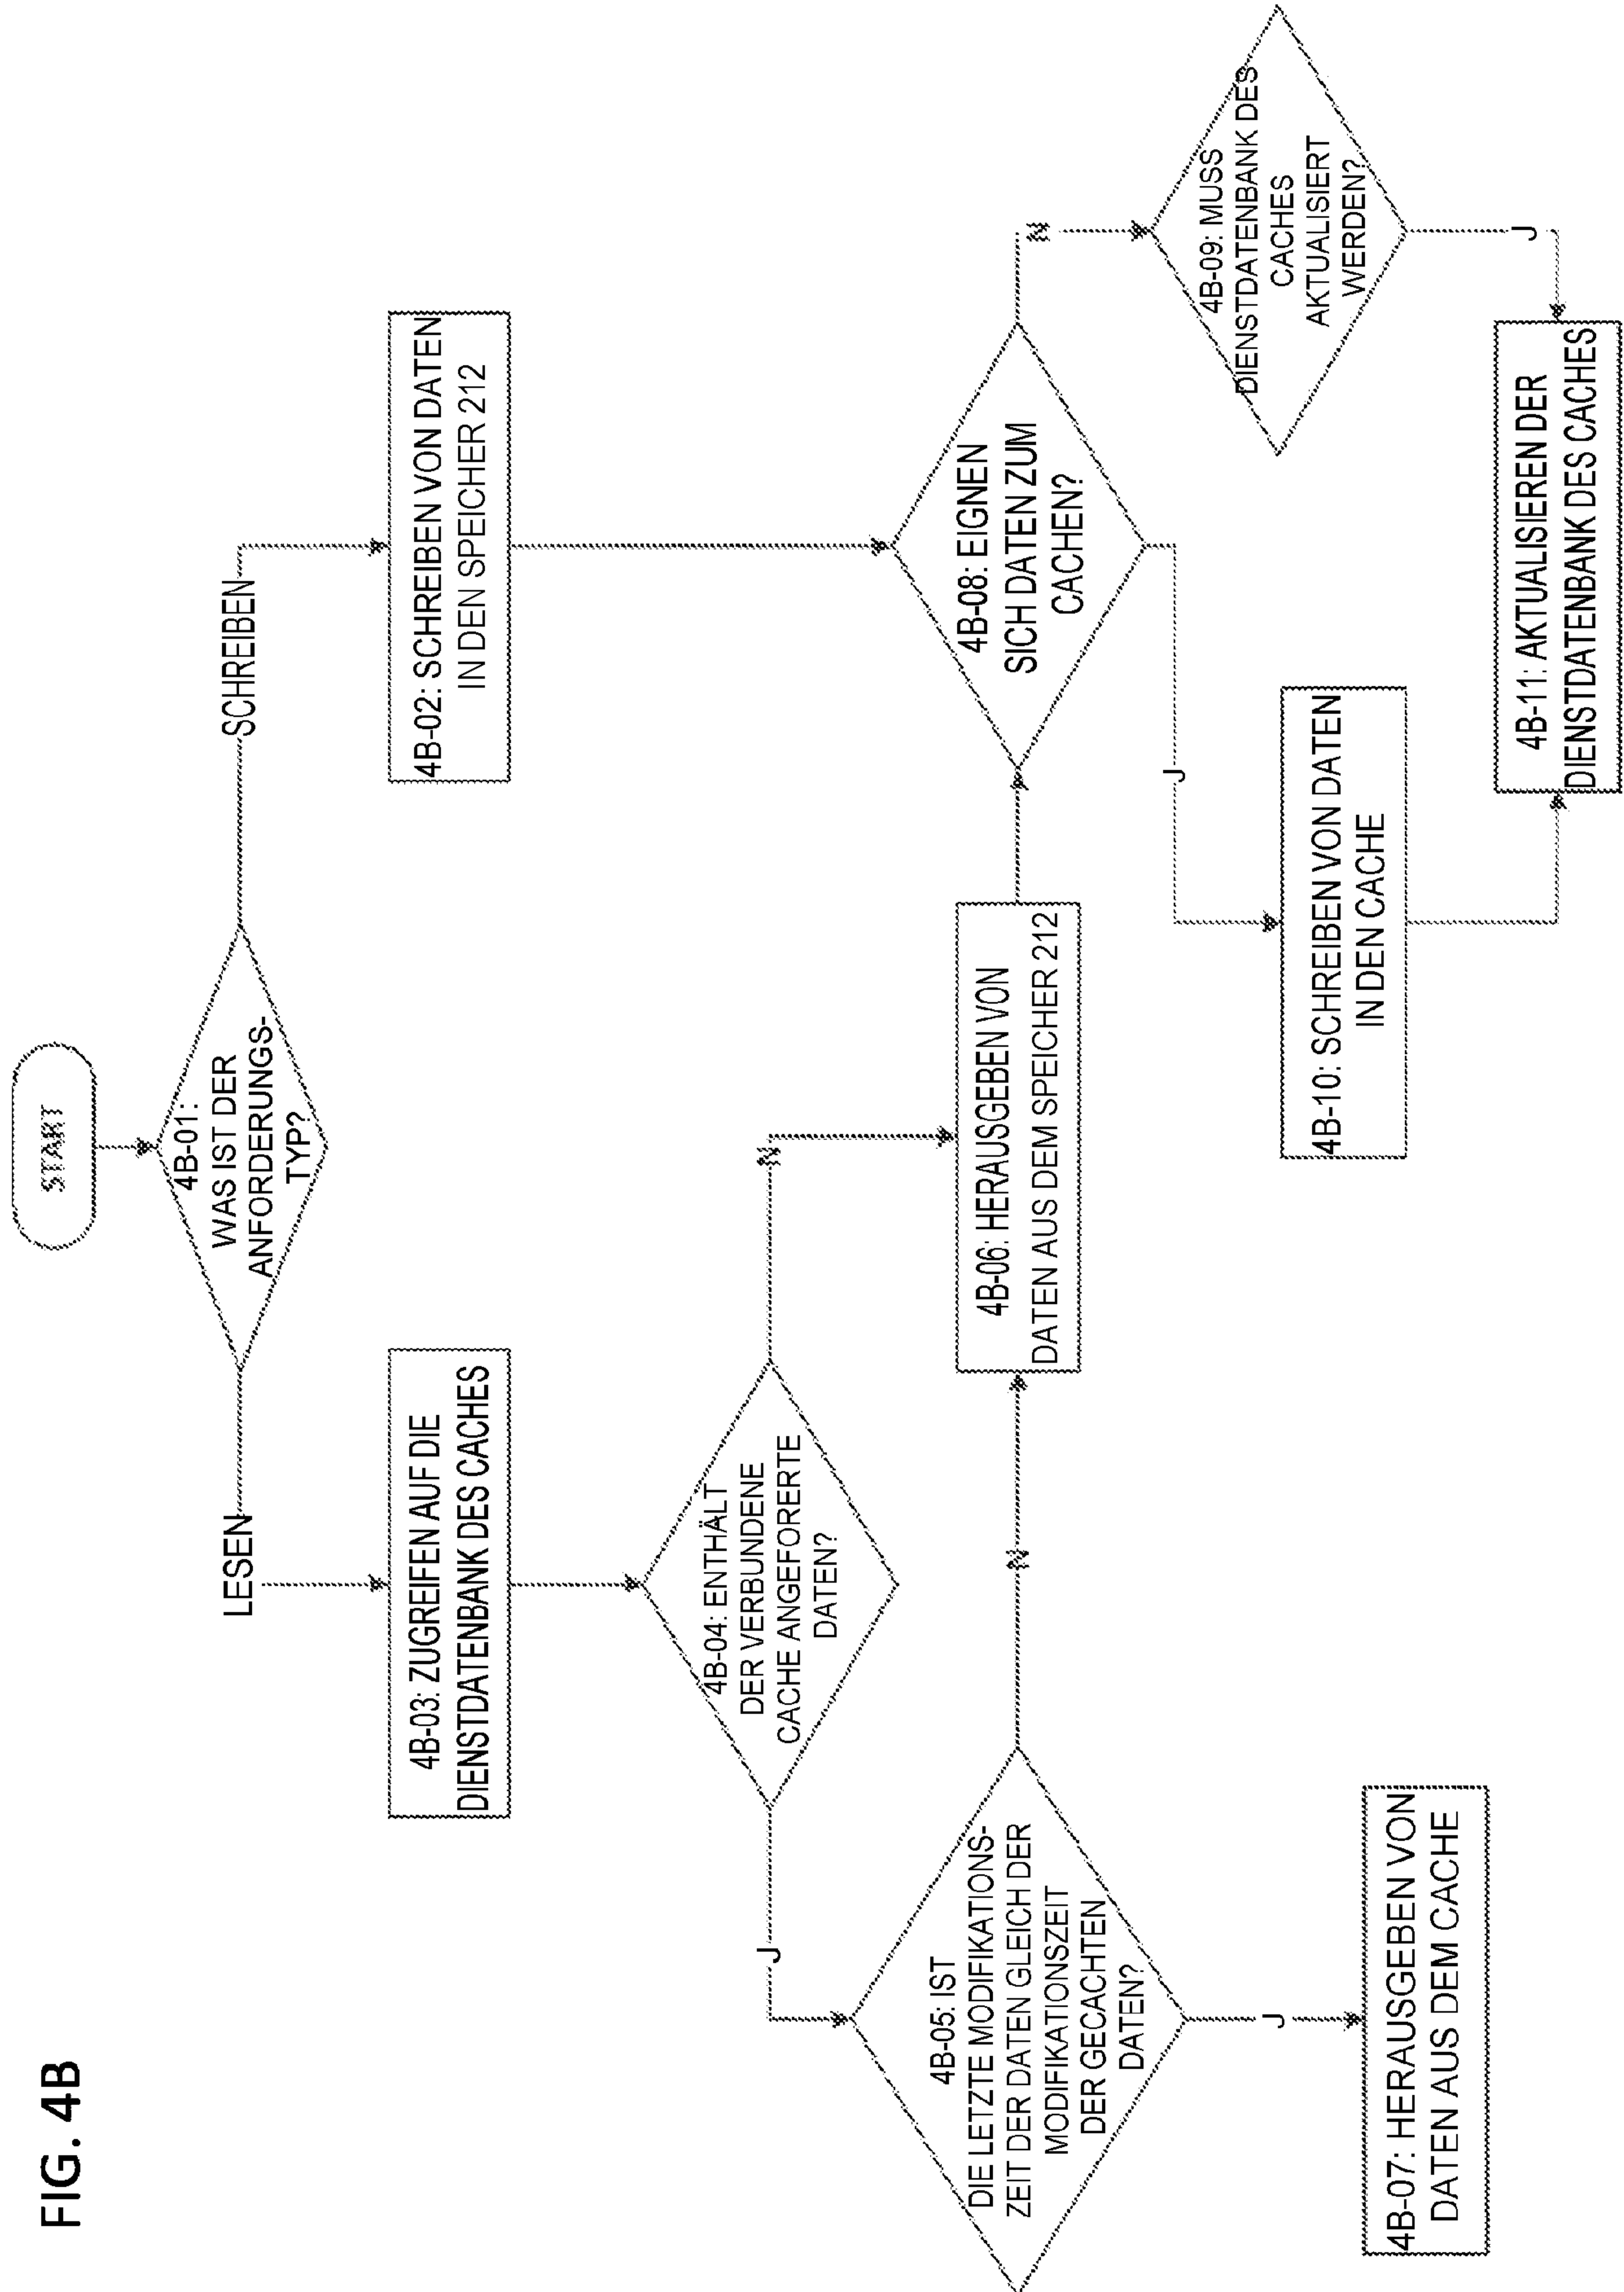 FIG. 4B
START
4B-01:
WAS IST DER
ANFORDERUNGS-
TYP?
LESEN
SCHREIBEN
4B-03: ZUGREIFEN AUF DIE
DIENSTDATENBANK DES CACHES
4B-02: SCHREIBEN VON DATEN
IN DEN SPEICHER 212
4B-04: ENTHÄLT
DER VERBUNDENE
CACHE ANGEFORERTE
DATEN?
J
N
4B-05: IST
DIE LETZTE MODIFIKATIONS-
ZEIT DER DATEN GLEICH DER
MODIFIKATIONSZEIT
DER GECACHTEN
DATEN?
N
4B-06: HERAUSGEBEN VON
DATEN AUS DEM SPEICHER 212
4B-08: EIGNEN
SICH DATEN ZUM
CACHEN?
N
J
J
4B-07: HERAUSGEBEN VON
DATEN AUS DEM CACHE
4B-10: SCHREIBEN VON DATEN
IN DEN CACHE
4B-09: MUSS
DIENSTDATENBANK DES
CACHES
AKTUALISIERT
WERDEN?
J
4B-11: AKTUALISIEREN DER
DIENSTDATENBANK DES CACHES